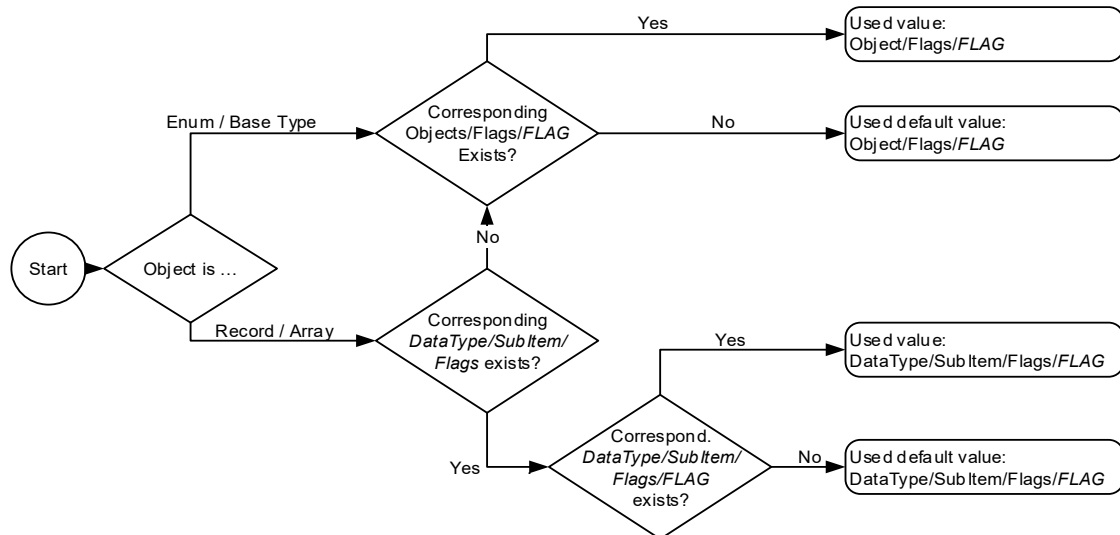 Yes
Used value:
Object/Flags/FLAG
Enum / Base Type
Corresponding
Objects/Flags/FLAG
Exists?
No
Used default value:
Object/Flags/FLAG
Start
Object is …
No
Record / Array
Corresponding
DataType/SubItem/
Flags exists?
Yes
Used value:
DataType/SubItem/Flags/FLAG
Yes
Correspond.
DataType/SubItem/
Flags/FLAG
exists?
No
Used default value:
DataType/SubItem/Flags/FLAG